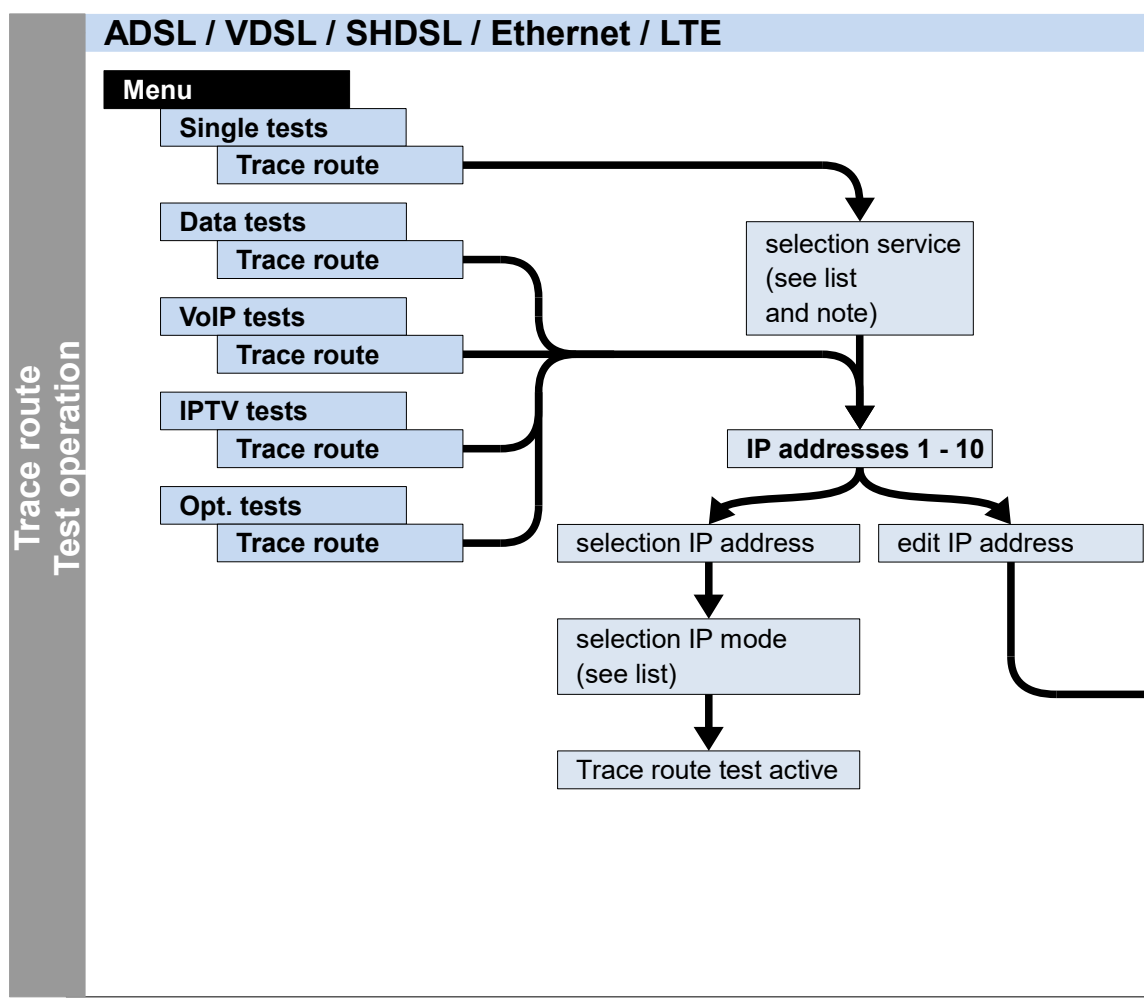 ADSL / VDSL / SHDSL / Ethernet / LTE
Trace route
Test operation
Menu
Single tests
Trace route
Data tests
Trace route
VoIP tests
Trace route
IPTV tests
Trace route
Opt. tests
Trace route
selection service
(see list
and note)
IP addresses 1 - 10
selection IP address
edit IP address
selection IP mode
(see list)
Trace route test active